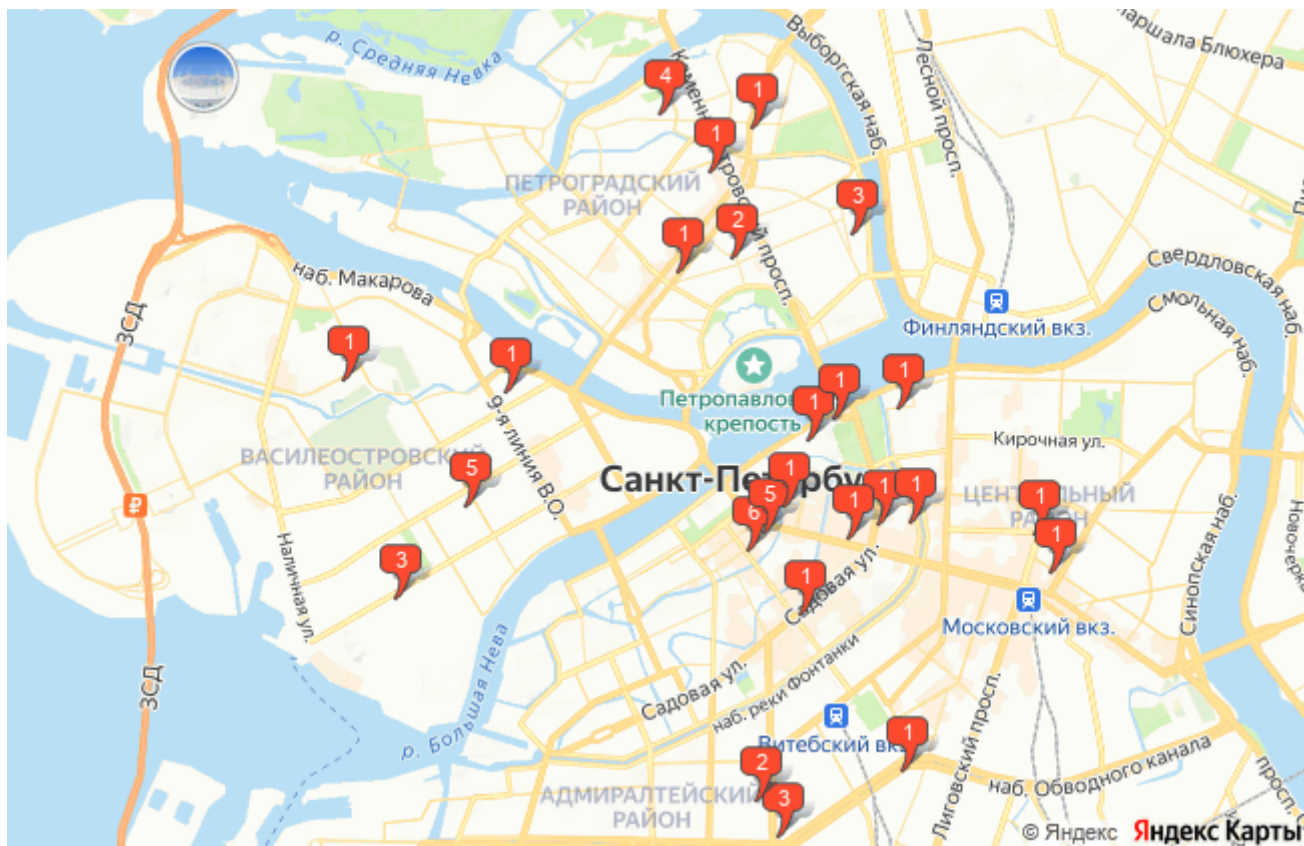 р. Средняя Невка
Выборгская наб.
Лесной просп.
Маршала Блюхера
4
1
1
ПЕТРОГРАДСКИЙ
РАЙОН
3
2
1
наб. Макарова
Свердловская наб.
Смольная наб.
Финляндский вкз.
ЗСД
1
1
1
1
1
Петропавло
крепость
9-я линия В.О.
Кирочная ул.
ВАСИЛЕОСТРОВСКИЙ
РАЙОН
5
Санкт-Петербу
1
5
6
1
1
1
ЦЕНТРАЛЬНЫЙ
РАЙОН
1
1
Наличная ул.
3
1
Садовая ул.
Синопская наб.
Московский вкз.
р. Большая Нева
ЗСД
Садовая ул.
наб. реки Фонтанки
Лиговский просп.
Витебский вкз.
1
2
3
наб. Обводного канала
АДМИРАЛТЕЙСКИЙ
РАЙОН
© Яндекс Яндекс Карты